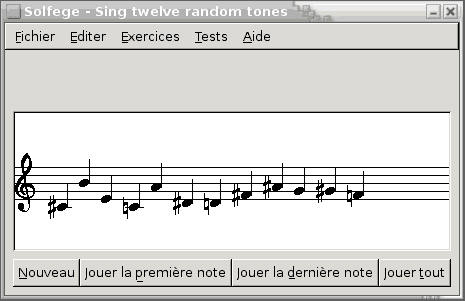 Solfege - Sing twelve random tones
Fichier Editer Exercices Tests Aide
Nouveau Jouer la première note Jouer la dernière note Jouer tout